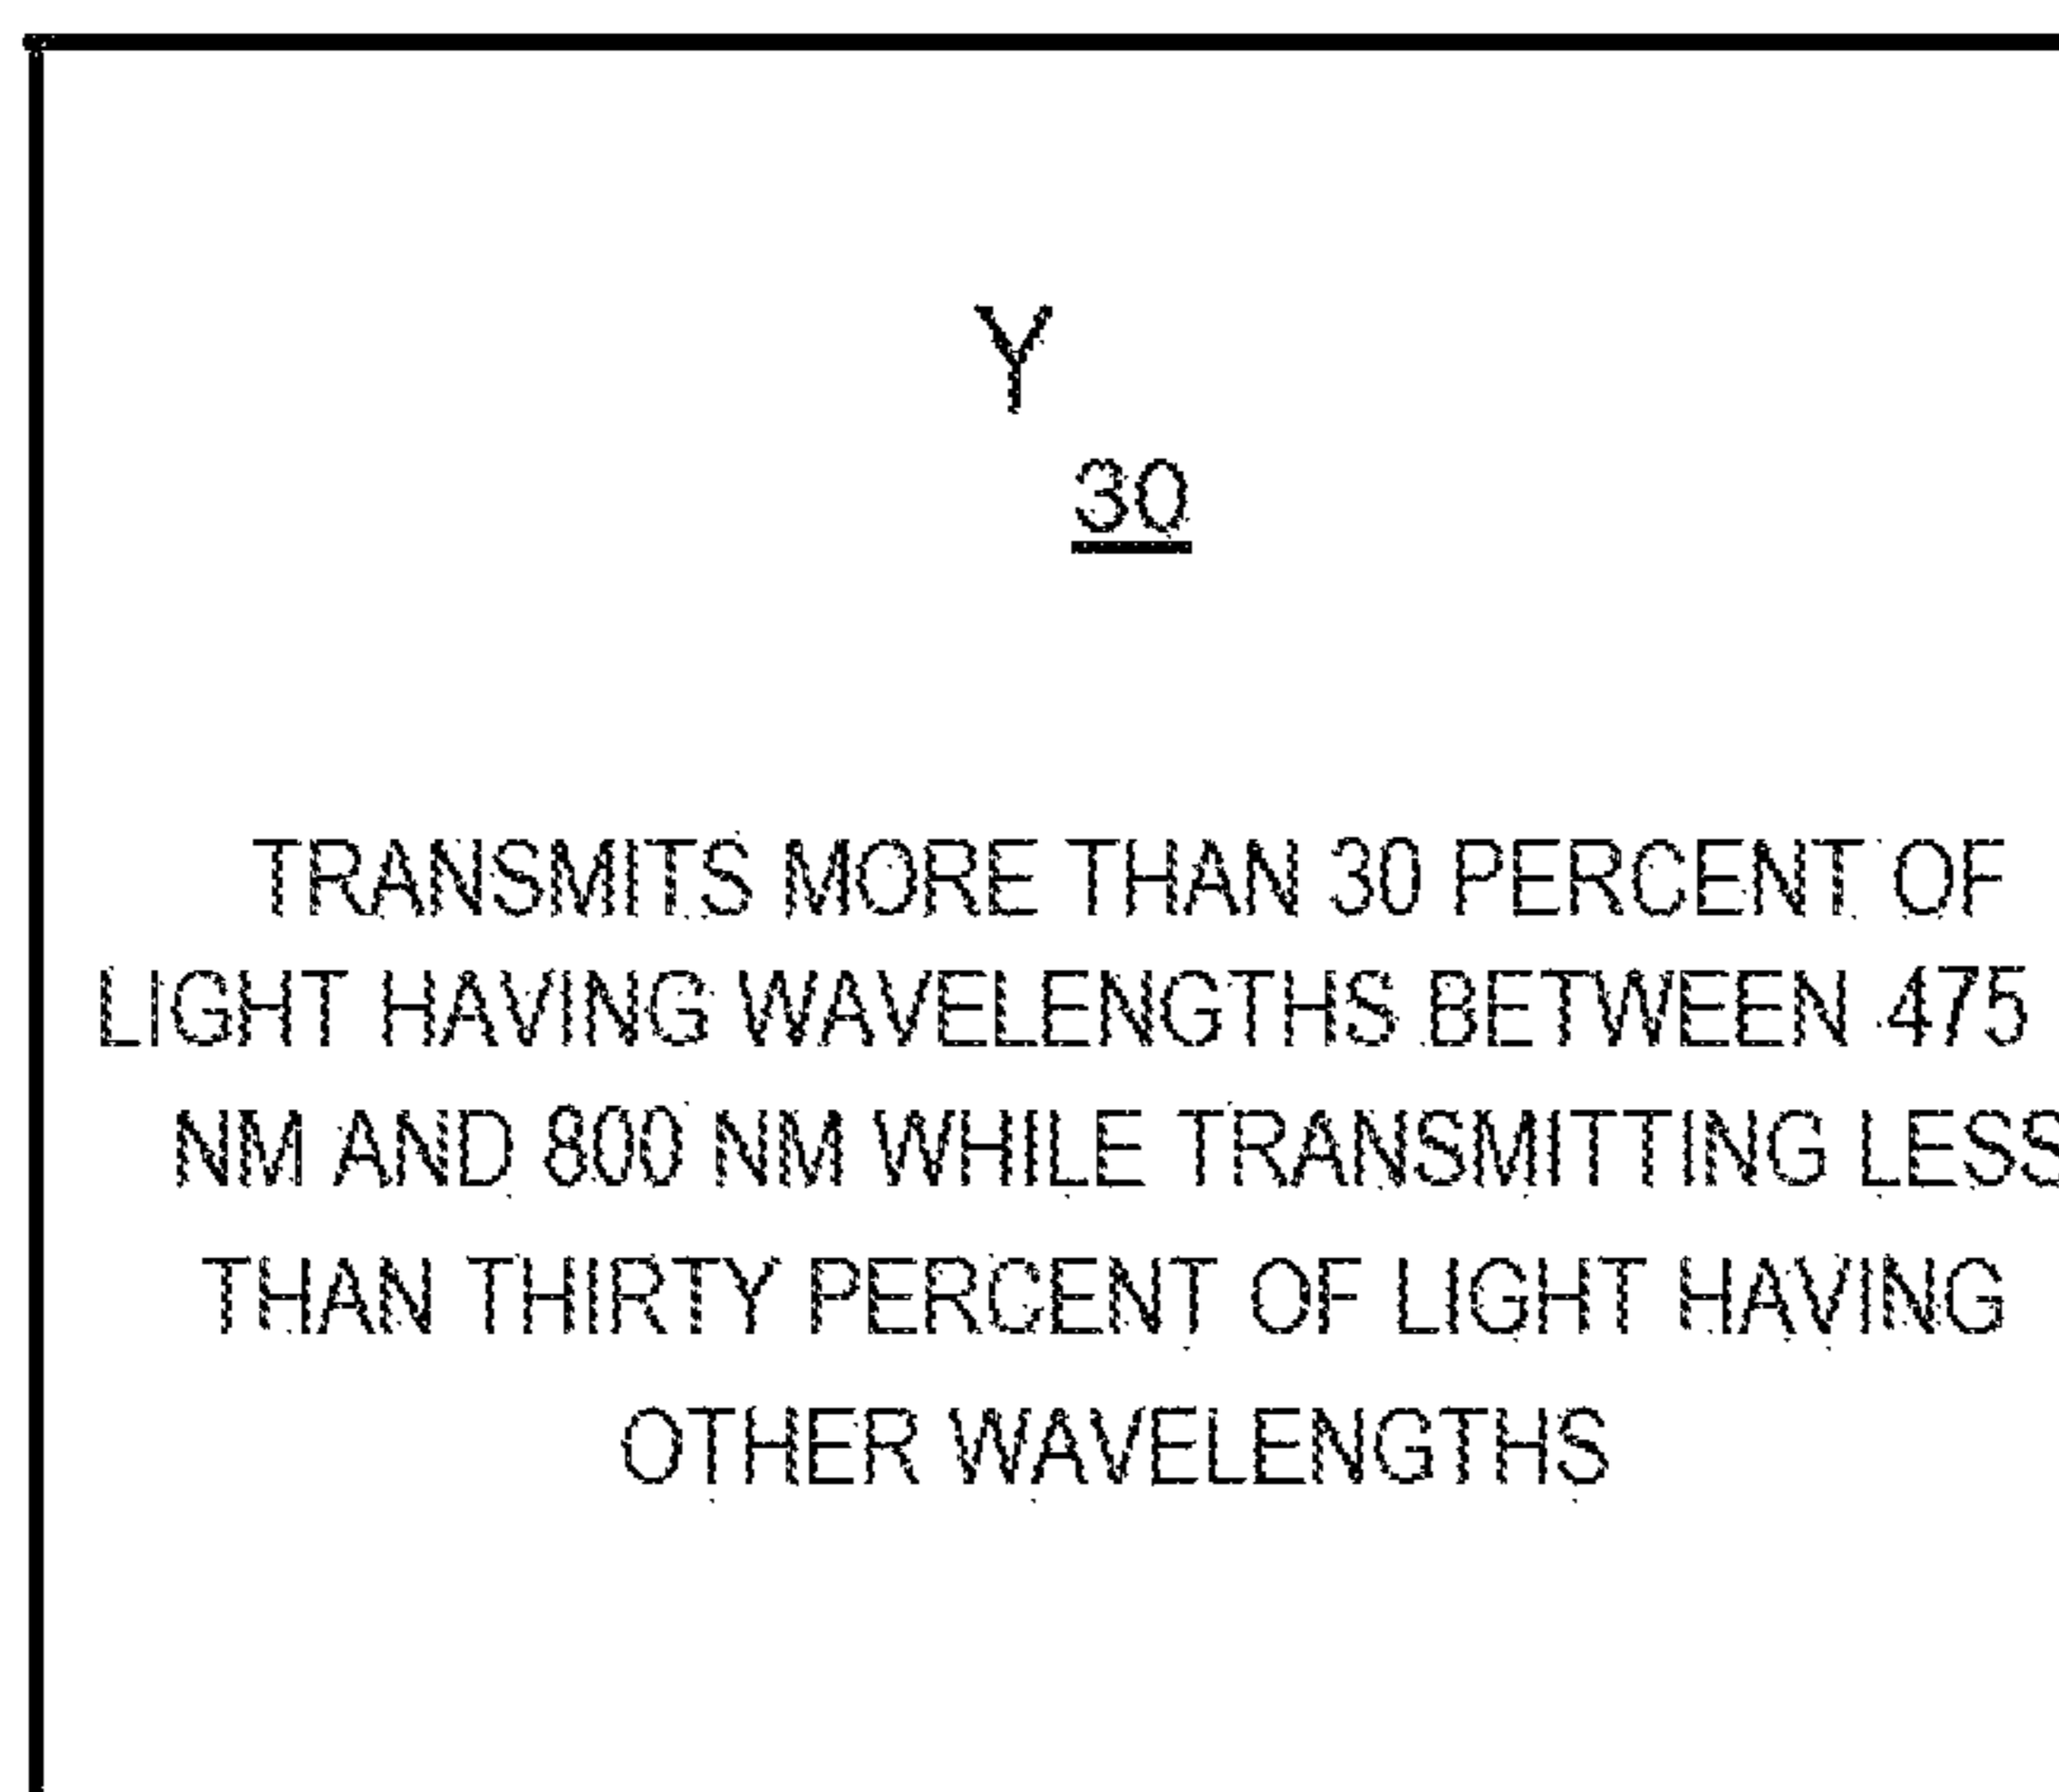 Y
30
TRANSMITS MORE THAN 30 PERCENT OF
LIGHT HAVING WAVELENGTHS BETWEEN 475
NM AND 800 NM WHILE TRANSMITTING LESS
THAN THIRTY PERCENT OF LIGHT HAVING
OTHER WAVELENGTHS